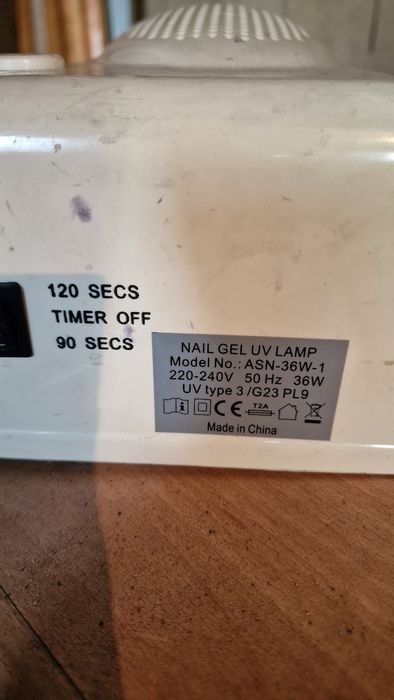 120 SECS
TIMER OFF
90 SECS
NAIL GEL UV LAMP
Model No.: ASN-36W-1
220-240V 50 Hz 36W
UV type 3 /G23 PL9
CE T2A
Made in China